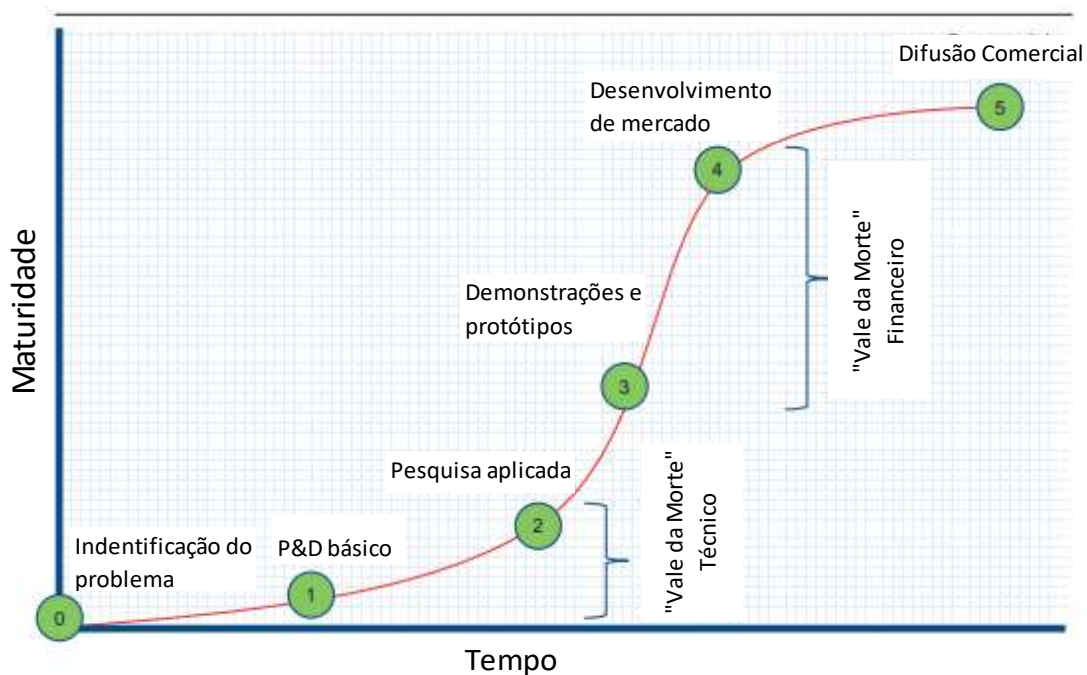 Difusão Comercial
5
Desenvolvimento
de mercado
4
"Vale da Morte"
Financeiro
Demonstrações e
protótipos
3
Pesquisa aplicada
2
"Vale da Morte"
Técnico
P&D básico
1
Indentificação do
problema
0
Maturidade
Tempo